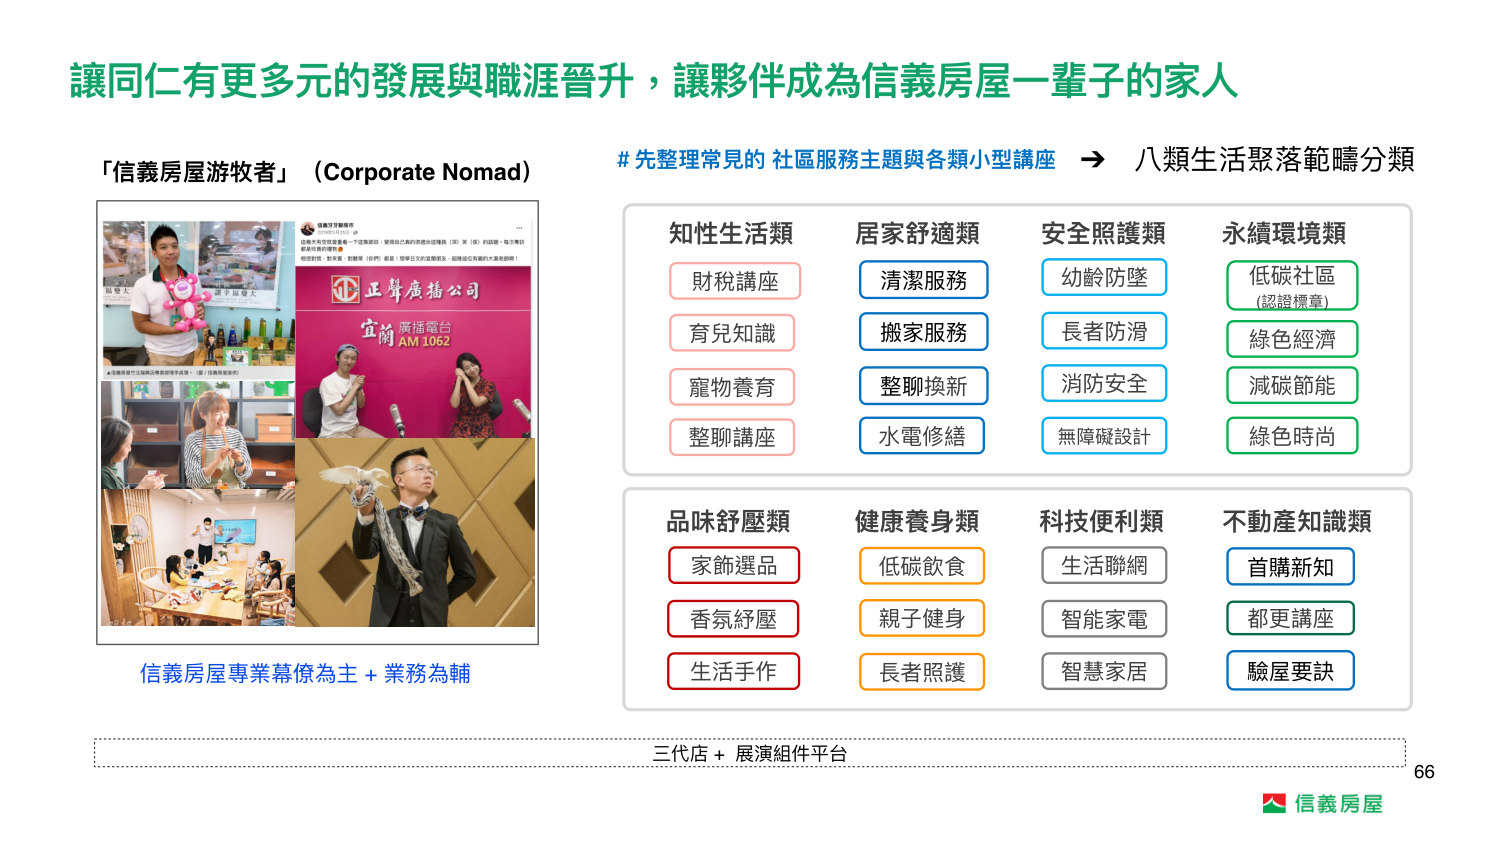 讓同仁有更多元的發展與職涯晉升，讓夥伴成為信義房屋一輩子的家人
「信義房屋游牧者」（Corporate Nomad）
# 先整理常見的 社區服務主題與各類小型講座 ➔ 八類生活聚落範疇分類
正聲廣播公司
宜蘭 廣播電台
AM 1062
信義房屋專業幕僚為主 + 業務為輔
知性生活類 居家舒適類 安全照護類 永續環境類
財稅講座 清潔服務 幼齡防墜 低碳社區
(認證標章)
育兒知識 搬家服務 長者防滑 綠色經濟
寵物養育 整聊換新 消防安全 減碳節能
整聊講座 水電修繕 無障礙設計 綠色時尚
品味舒壓類 健康養身類 科技便利類 不動產知識類
家飾選品 低碳飲食 生活聯網 首購新知
香氛紓壓 親子健身 智能家電 都更講座
生活手作 長者照護 智慧家居 驗屋要訣
三代店 + 展演組件平台
66
信義房屋